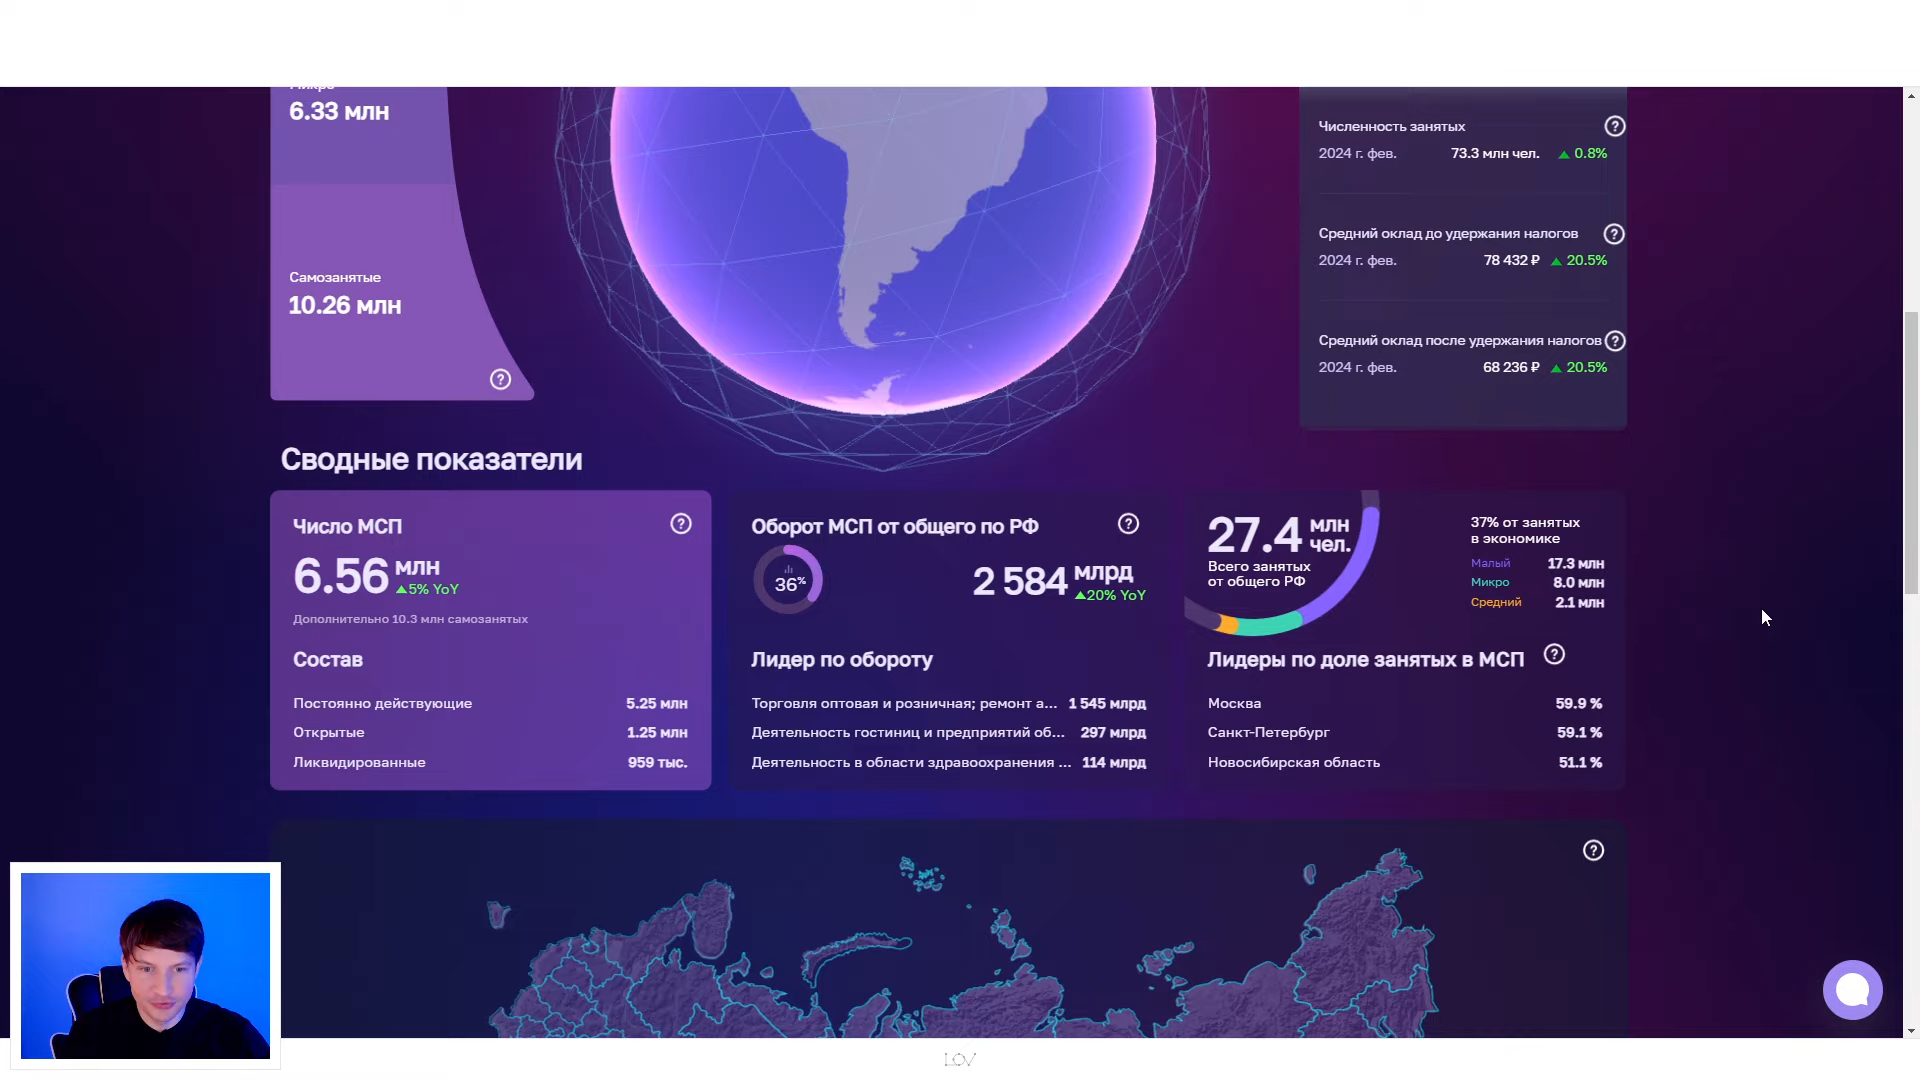 Микро
6.33 млн
Самозанятые
10.26 млн
Численность занятых
2024 г. фев. 73.3 млн чел. 0.8%
Средний оклад до удержания налогов
2024 г. фев. 78 432 ₽ 20.5%
Средний оклад после удержания налогов
2024 г. фев. 68 236 ₽ 20.5%
Сводные показатели
Число МСП
6.56 млн
5% YoY
Дополнительно 10.3 млн самозанятых
Состав
Постоянно действующие 5.25 млн
Открытые 1.25 млн
Ликвидированные 959 тыс.
Оборот МСП от общего по РФ
36%
2 584 млрд
20% YoY
Лидер по обороту
Торговля оптовая и розничная; ремонт а... 1 545 млрд
Деятельность гостиниц и предприятий об... 297 млрд
Деятельность в области здравоохранения ... 114 млрд
27.4 млн чел.
Всего занятых
от общего РФ
37% от занятых
в экономике
Малый 17.3 млн
Микро 8.0 млн
Средний 2.1 млн
Лидеры по доле занятых в МСП
Москва 59.9 %
Санкт-Петербург 59.1 %
Новосибирская область 51.1 %
LOV